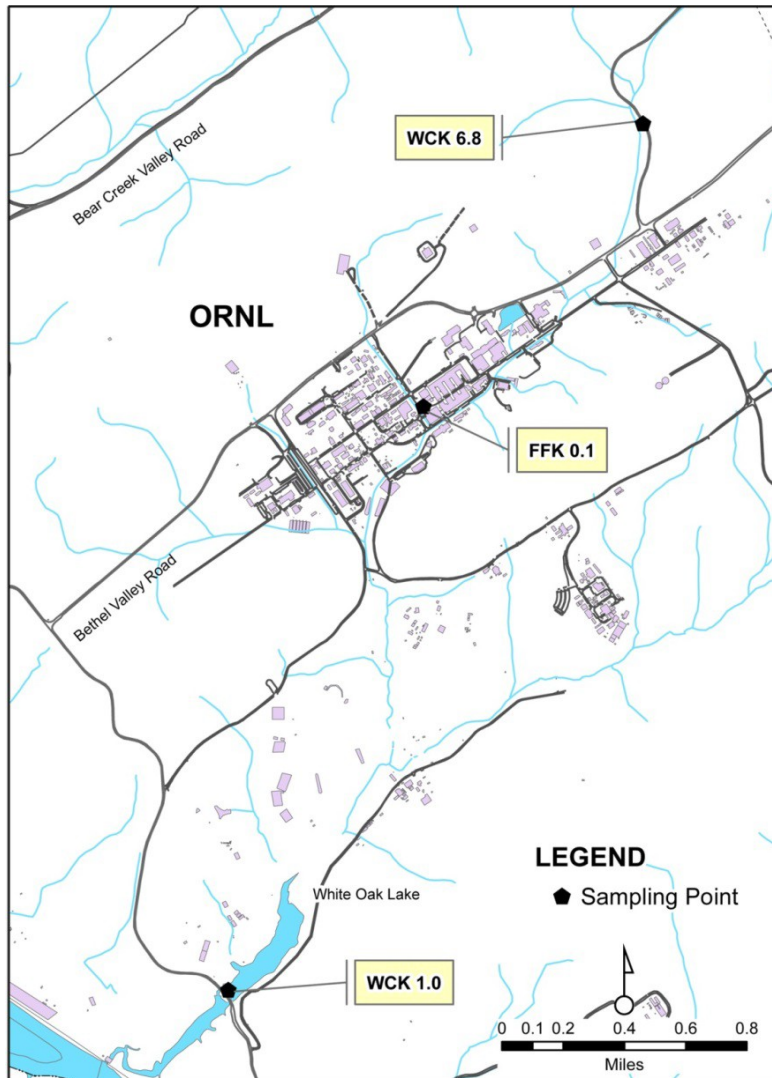 WCK 6.8
Bear Creek Valley Road
ORNL
FFK 0.1
Bethel Valley Road
LEGEND
Sampling Point
White Oak Lake
WCK 1.0
0 0.1 0.2 0.4 0.6 0.8
Miles